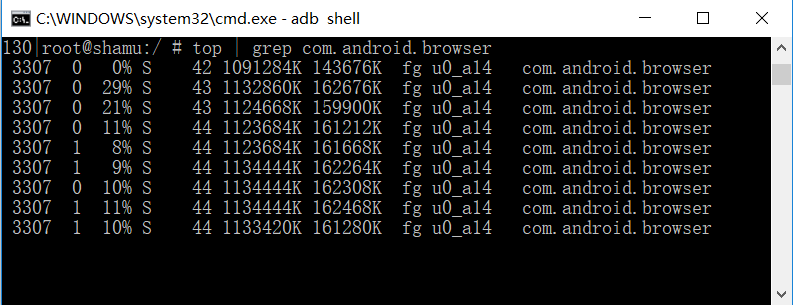 C:\WINDOWS\system32\cmd.exe - adb  shell
130|root@shamu:/ # top | grep com.android.browser
 3307  0   0% S    42 1091284K 143676K  fg u0_a14   com.android.browser
 3307  0  29% S    43 1132860K 162676K  fg u0_a14   com.android.browser
 3307  0  21% S    43 1124668K 159900K  fg u0_a14   com.android.browser
 3307  0  11% S    44 1123684K 161212K  fg u0_a14   com.android.browser
 3307  1   8% S    44 1123684K 161668K  fg u0_a14   com.android.browser
 3307  1   9% S    44 1134444K 162264K  fg u0_a14   com.android.browser
 3307  0  10% S    44 1134444K 162308K  fg u0_a14   com.android.browser
 3307  1  11% S    44 1134444K 162468K  fg u0_a14   com.android.browser
 3307  1  10% S    44 1133420K 161280K  fg u0_a14   com.android.browser